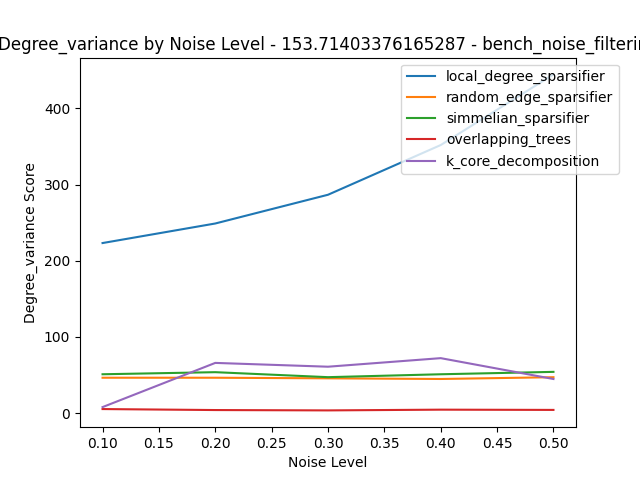 Degree_variance by Noise Level - 153.71403376165287 - bench_noise_filterin
local_degree_sparsifier
random_edge_sparsifier
simmelian_sparsifier
overlapping_trees
k_core_decomposition
Degree_variance Score
400
300
200
100
0
0.10 0.15 0.20 0.25 0.30 0.35 0.40 0.45 0.50
Noise Level